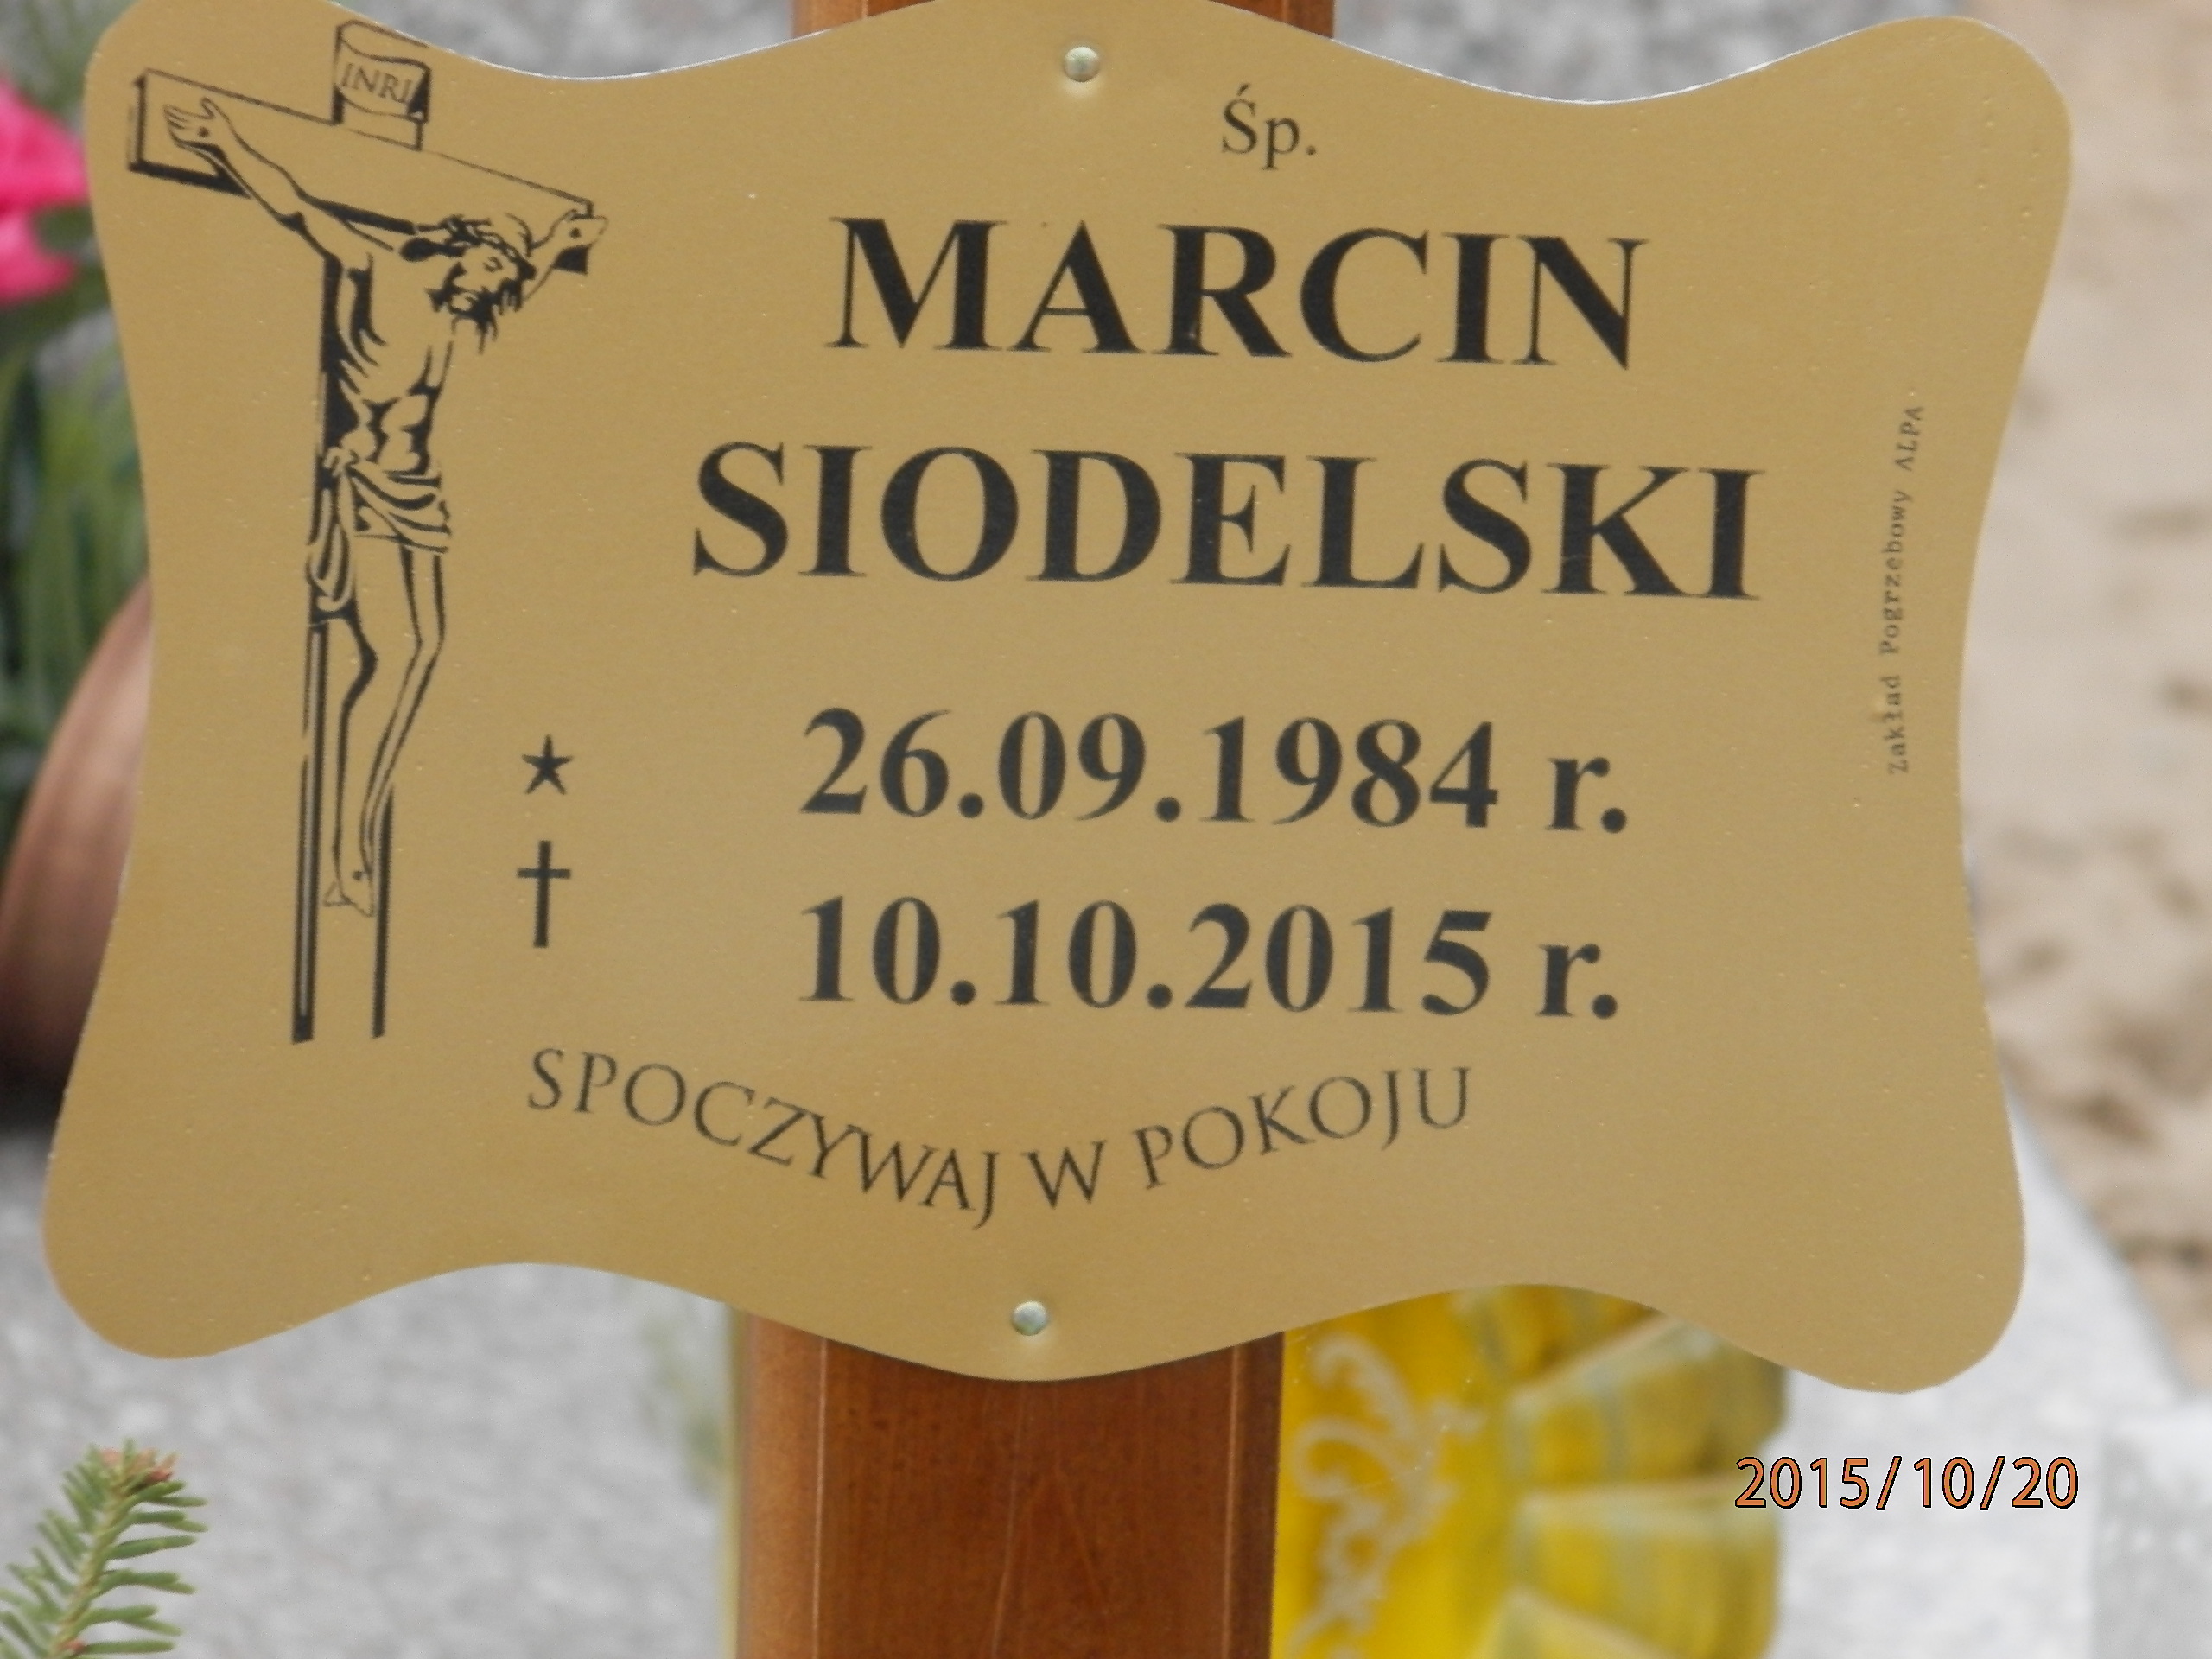 INRI
Śp.
MARCIN
SIODELSKI
26.09.1984 r.
10.10.2015 r.
SPOCZYWAJ W POKOJU
Zakład Pogrzebowy ALPA
2015/10/20